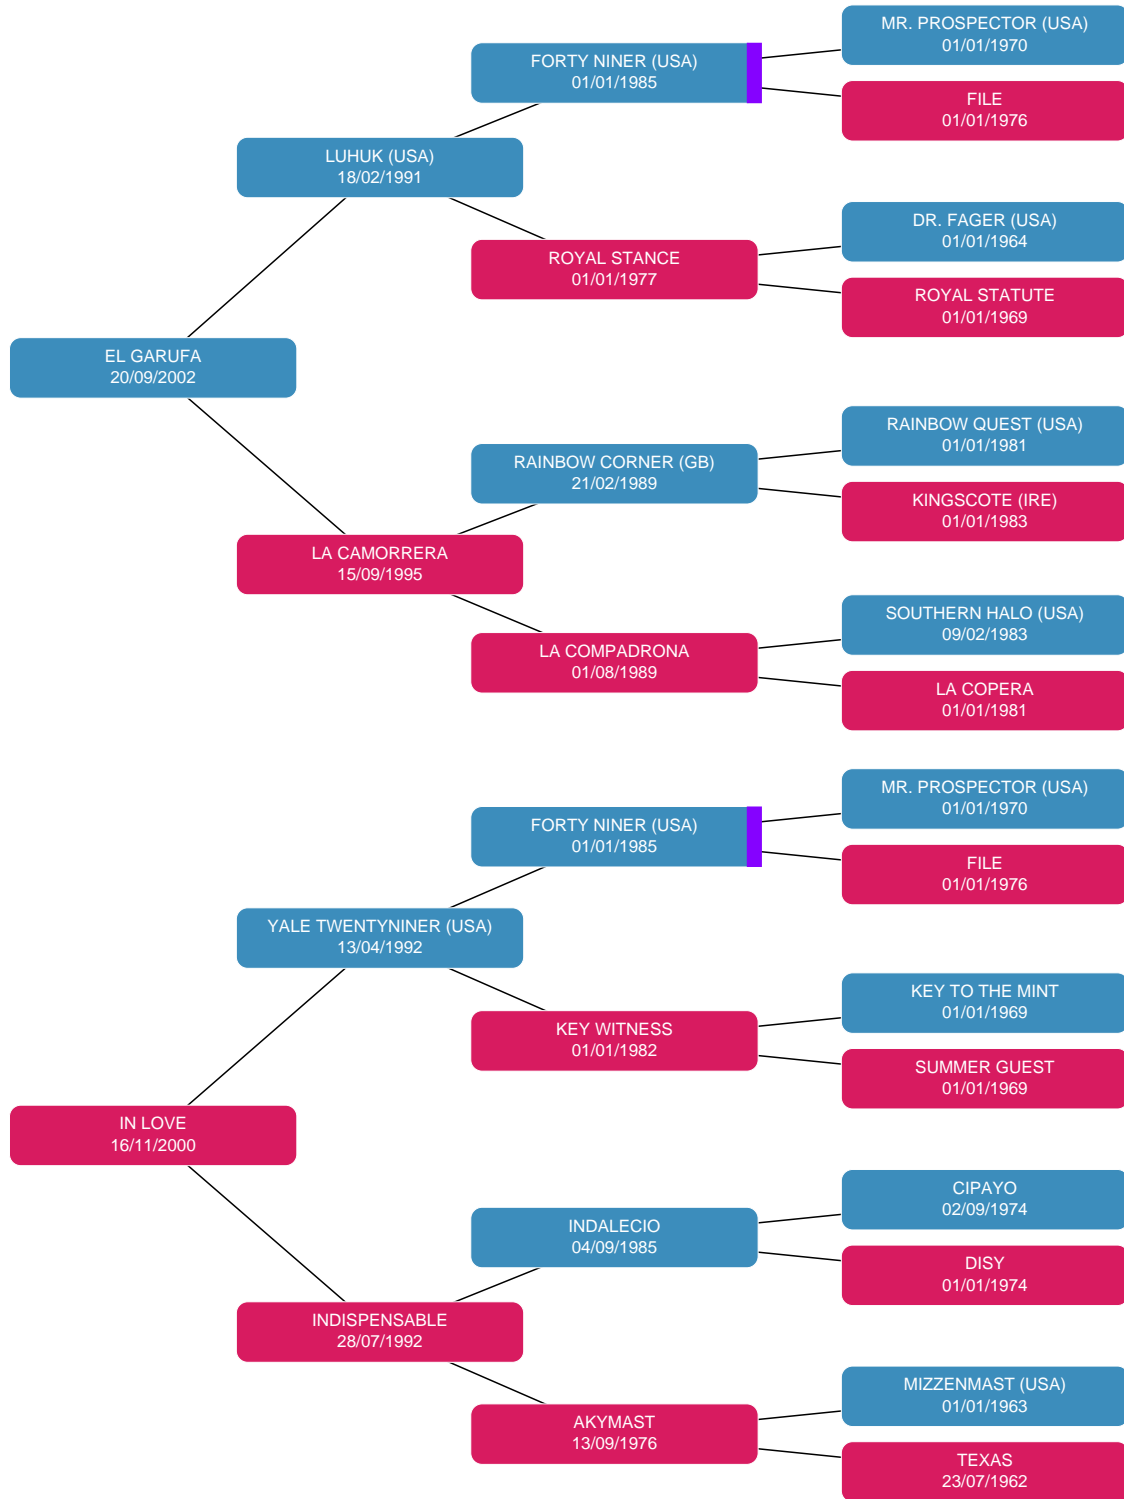 MR. PROSPECTOR (USA)
01/01/1970
FORTY NINER (USA)
01/01/1985
FILE
01/01/1976
LUHUK (USA)
18/02/1991
DR. FAGER (USA)
01/01/1964
ROYAL STANCE
01/01/1977
ROYAL STATUTE
01/01/1969
EL GARUFA
20/09/2002
RAINBOW QUEST (USA)
01/01/1981
RAINBOW CORNER (GB)
21/02/1989
KINGSCOTE (IRE)
01/01/1983
LA CAMORRERA
15/09/1995
SOUTHERN HALO (USA)
09/02/1983
LA COMPADRONA
01/08/1989
LA COPERA
01/01/1981
MR. PROSPECTOR (USA)
01/01/1970
FORTY NINER (USA)
01/01/1985
FILE
01/01/1976
YALE TWENTYNINER (USA)
13/04/1992
KEY TO THE MINT
01/01/1969
KEY WITNESS
01/01/1982
SUMMER GUEST
01/01/1969
IN LOVE
16/11/2000
CIPAYO
02/09/1974
INDALECIO
04/09/1985
DISY
01/01/1974
INDISPENSABLE
28/07/1992
MIZZENMAST (USA)
01/01/1963
AKYMAST
13/09/1976
TEXAS
23/07/1962